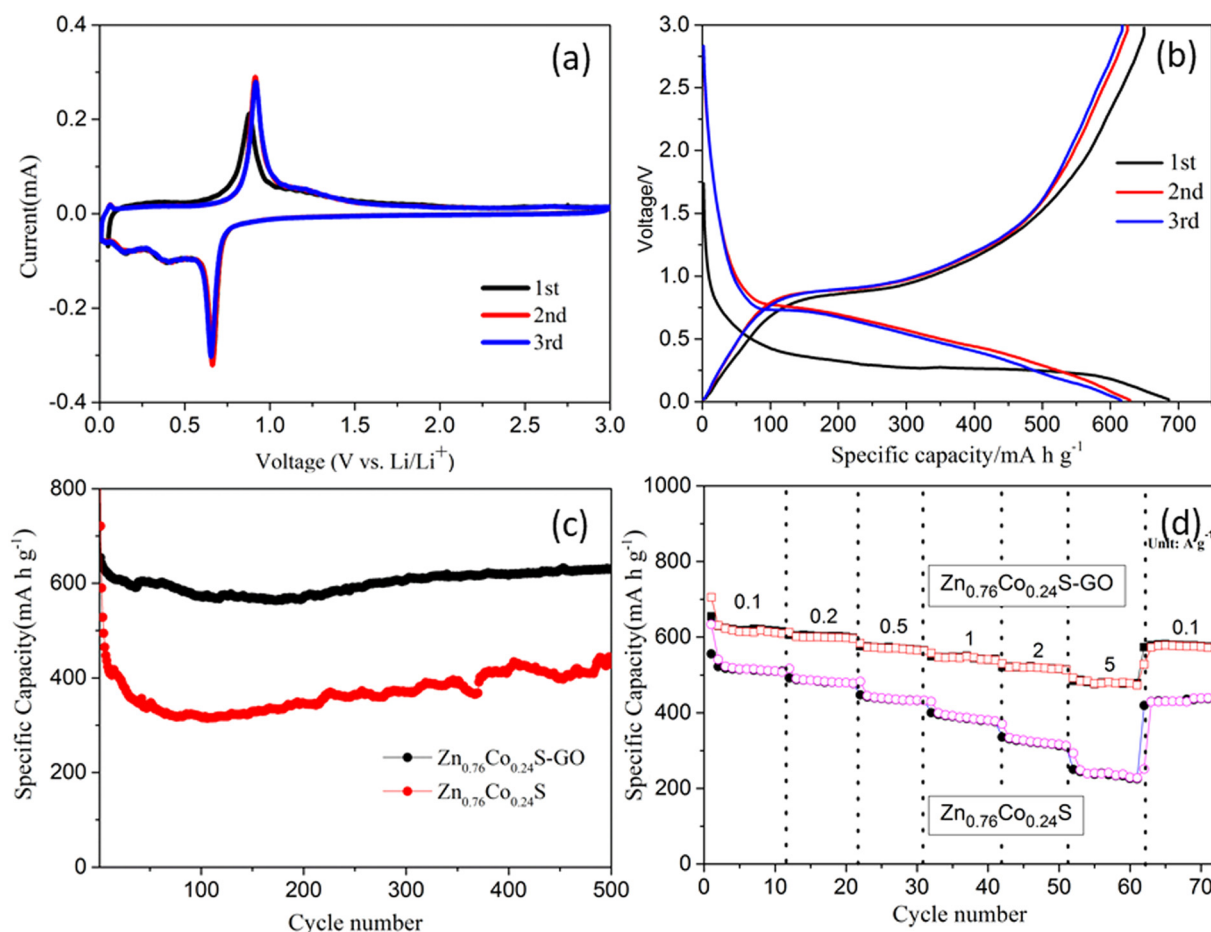 (a)
0.4
0.2
0.0
-0.2
-0.4
Current(mA)
1st
2nd
3rd
0.0 0.5 1.0 1.5 2.0 2.5 3.0
Voltage (V vs. Li/Li⁺)
(b)
3.0
2.5
2.0
1.5
1.0
0.5
0.0
Voltage/V
1st
2nd
3rd
0 100 200 300 400 500 600 700
Specific capacity/mA h g⁻¹
(c)
800
600
400
200
0
Specific Capacity(mA h g⁻¹)
Zn₀.₇₆Co₀.₂₄S-GO
Zn₀.₇₆Co₀.₂₄S
100 200 300 400 500
Cycle number
(d)
1000
800
600
400
200
0
Specific Capacity(mA h g⁻¹)
Unit: A g⁻¹
Zn₀.₇₆Co₀.₂₄S-GO
0.1 0.2 0.5 1 2 5 0.1
Zn₀.₇₆Co₀.₂₄S
0 10 20 30 40 50 60 70
Cycle number